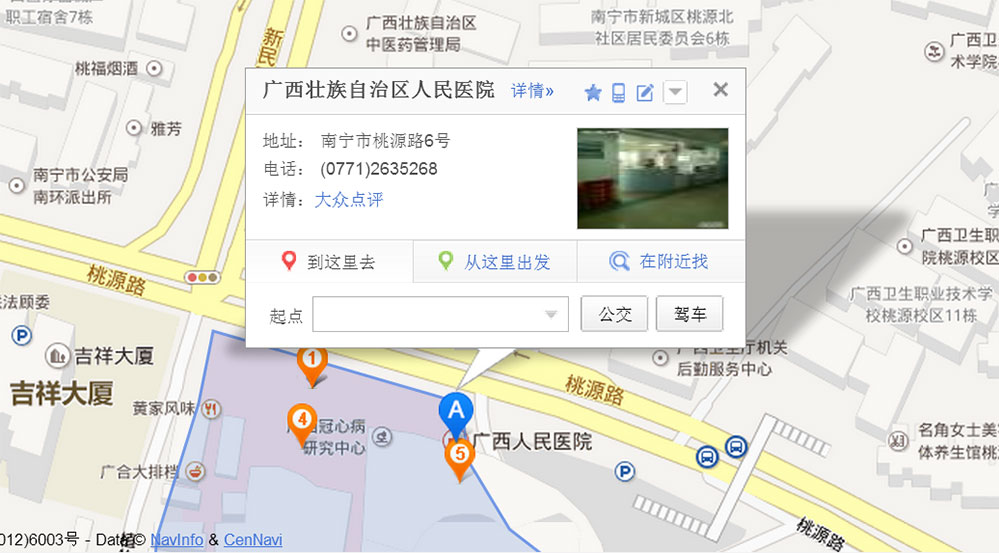 职工宿舍7栋
新民
桃福烟酒
雅芳
广西壮族自治区
中医药管理局
南宁市新城区桃源北
社区居民委员会6栋
广西卫
术学院
南宁市公安局
南环派出所
广西壮族自治区人民医院 详情»
地址： 南宁市桃源路6号
电话： (0771)2635268
详情：大众点评
到这里去 从这里出发 在附近找
起点 公交 驾车
广西卫生职
院桃源校区
广西卫生职业技术学
校桃源校区11栋
桃源路
法顾委
P
吉祥大厦
吉祥大厦
黄家风味
广合大排档
1
4
西冠心病
研究中心
A
5
广西人民医院
广西卫生厅机关
后勤服务中心
桃源路
P
名角女士美
体养生馆桃
桃源路
012)6003号 - Data © NavInfo & CenNavi